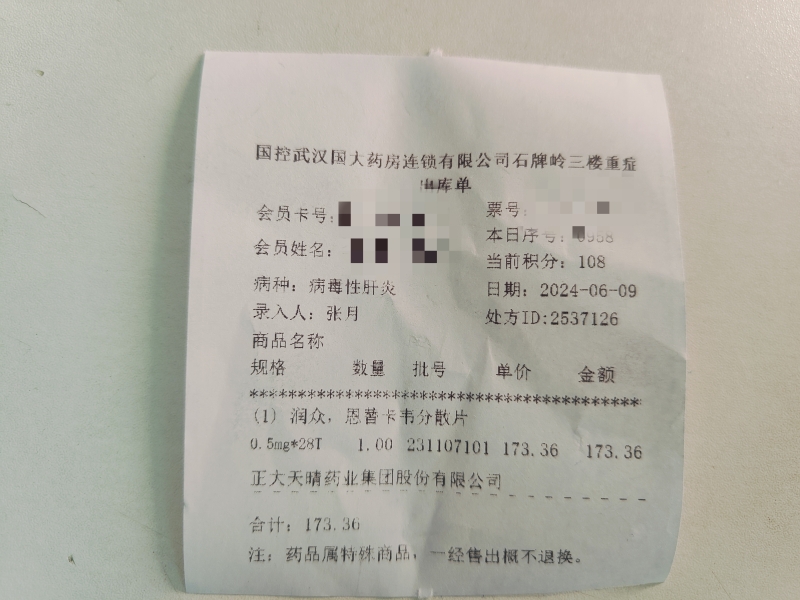 国控武汉国大药房连锁有限公司石牌岭三楼重症
出库单
会员卡号: 票号:
会员姓名: 本日序号: 0958
当前积分: 108
病种: 病毒性肝炎 日期: 2024-06-09
录入人: 张月 处方ID:2537126
商品名称
规格 数量 批号 单价 金额
****************************************
(1) 润众, 恩替卡韦分散片
0.5mg*28T 1.00 231107101 173.36 173.36
正大天晴药业集团股份有限公司
合计: 173.36
注: 药品属特殊商品, 一经售出概不退换。